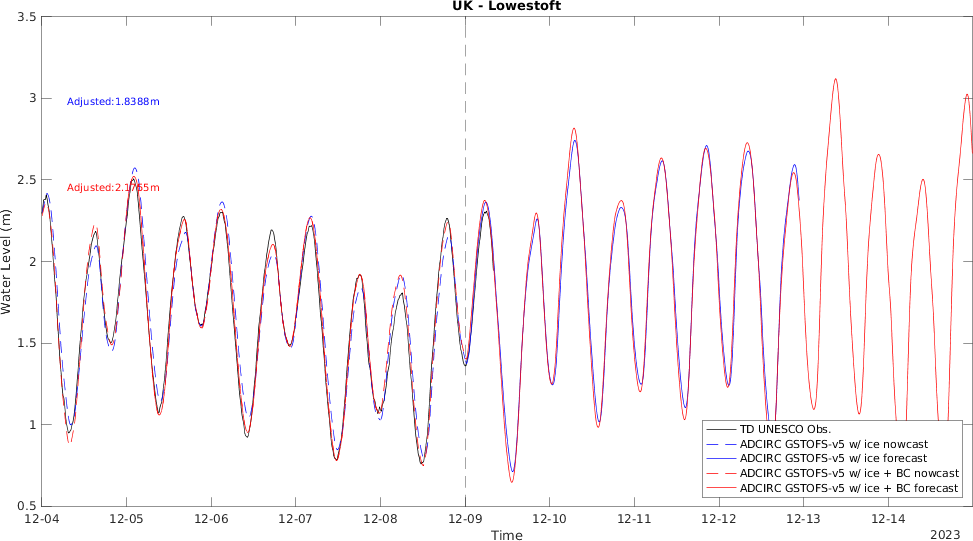 UK - Lowestoft
3.5
3
2.5
2
1.5
1
0.5
Water Level (m)
Adjusted:1.8388m
Adjusted:2.1765m
TD UNESCO Obs.
ADCIRC GSTOFS-v5 w/ ice nowcast
ADCIRC GSTOFS-v5 w/ ice forecast
ADCIRC GSTOFS-v5 w/ ice + BC nowcast
ADCIRC GSTOFS-v5 w/ ice + BC forecast
12-04 12-05 12-06 12-07 12-08 12-09 12-10 12-11 12-12 12-13 12-14
Time
2023